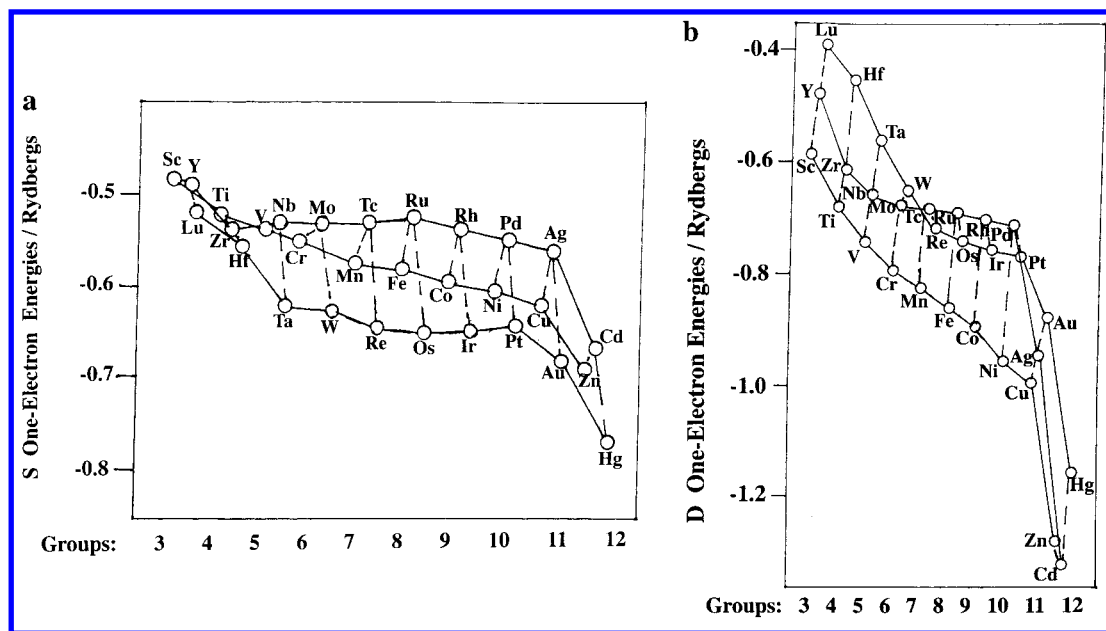 a
S One-Electron Energies / Rydbergs
-0.5
-0.6
-0.7
-0.8
Sc Y
Ti
Lu
Zr
Hf
V Nb
Mo
Tc
Ru
Rh
Pd
Ag
Cr
Mn
Fe
Co
Ni
Cu
Ta
W
Re
Os
Ir
Pt
Au
Zn
Cd
Hg
Groups: 3 4 5 6 7 8 9 10 11 12
b
D One-Electron Energies / Rydbergs
-0.4
-0.6
-0.8
-1.0
-1.2
Lu
Y
Hf
Sc
Zr
Ta
Ti
Nb
W
V
Mo
Tc
Ru
Rh
Pd
Re
Os
Ir
Pt
Cr
Mn
Fe
Co
Ni
Ag
Au
Cu
Hg
Zn
Cd
Groups: 3 4 5 6 7 8 9 10 11 12